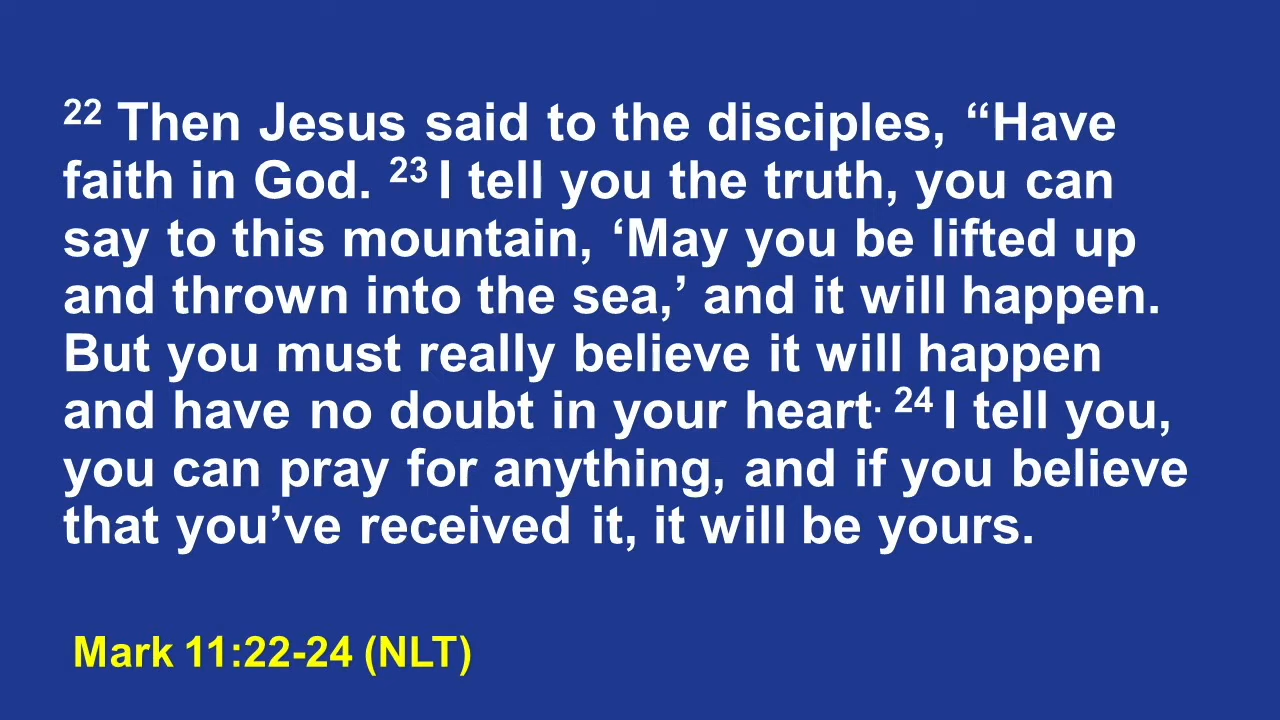 22 Then Jesus said to the disciples, “Have
faith in God. 23 I tell you the truth, you can
say to this mountain, ‘May you be lifted up
and thrown into the sea,’ and it will happen.
But you must really believe it will happen
and have no doubt in your heart. 24 I tell you,
you can pray for anything, and if you believe
that you’ve received it, it will be yours.
Mark 11:22-24 (NLT)